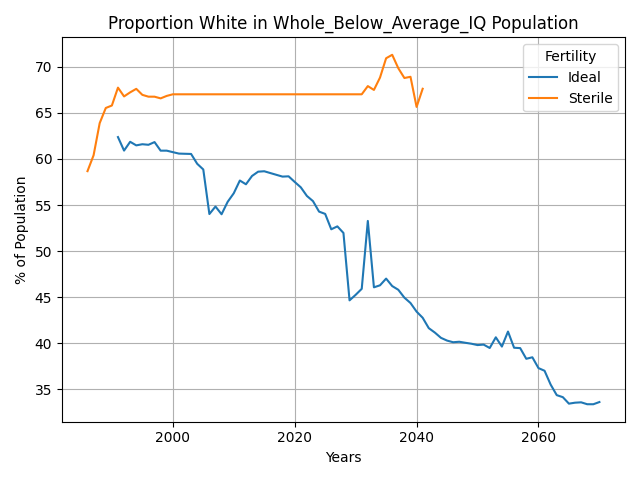 Proportion White in Whole_Below_Average_IQ Population
Fertility
Ideal
Sterile
% of Population
70
65
60
55
50
45
40
35
2000
2020
2040
2060
Years